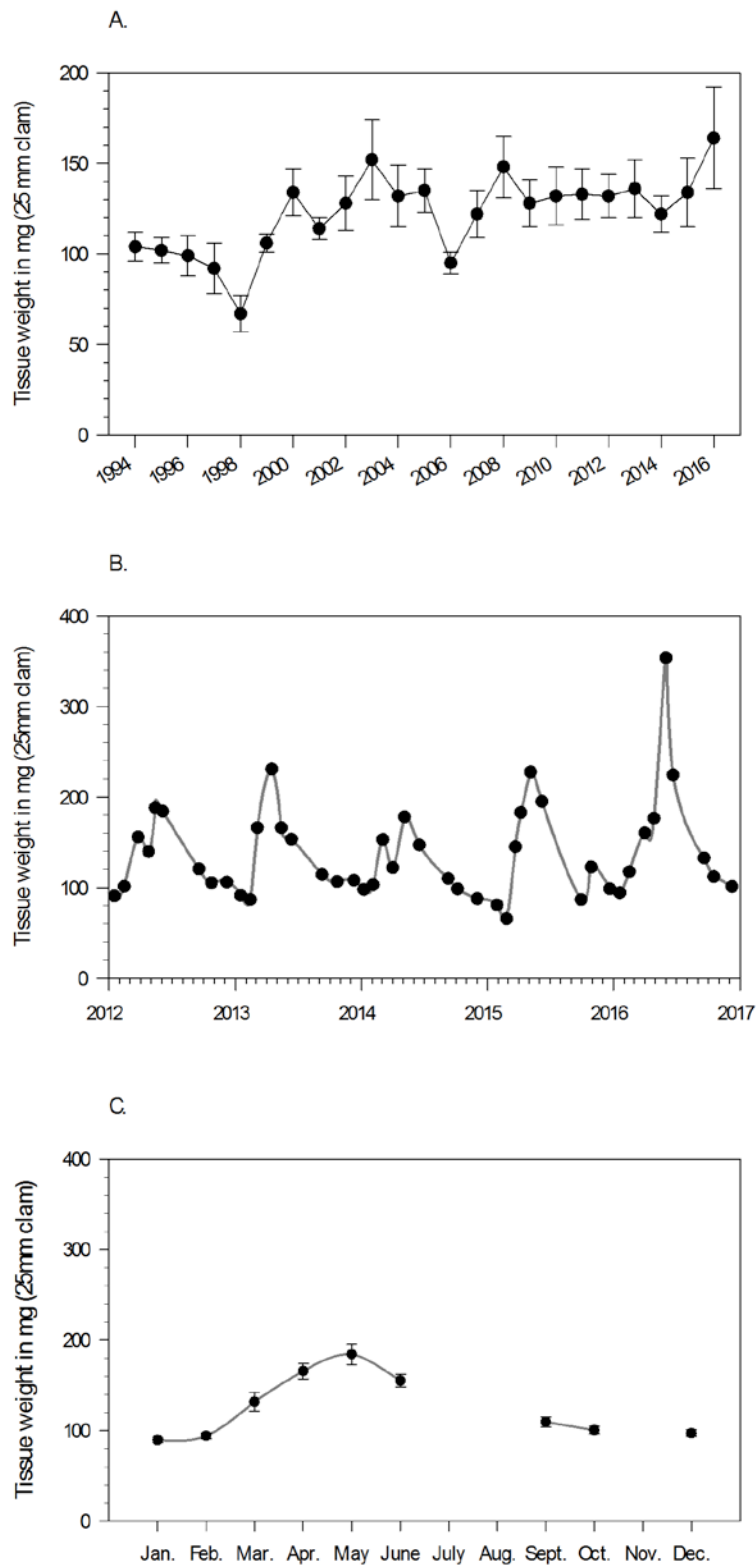 A.
Tissue weight in mg (25 mm clam)
200
150
100
50
0
1994
1996
1998
2000
2002
2004
2006
2008
2010
2012
2014
2016
B.
Tissue weight in mg (25mm clam)
400
300
200
100
0
2012
2013
2014
2015
2016
2017
C.
Tissue weight in mg (25mm clam)
400
300
200
100
0
Jan.
Feb.
Mar.
Apr.
May
June
July
Aug.
Sept.
Oct.
Nov.
Dec.